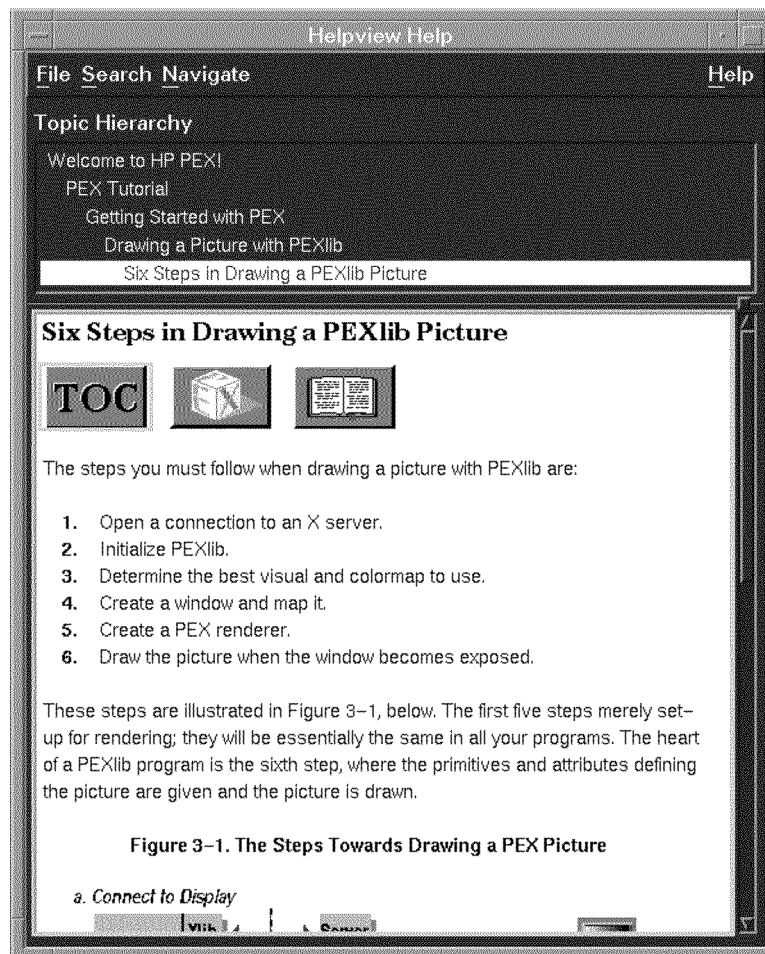 Helpview Help
File Search Navigate Help
Topic Hierarchy
Welcome to HP PEX!
PEX Tutorial
Getting Started with PEX
Drawing a Picture with PEXlib
Six Steps in Drawing a PEXlib Picture
Six Steps in Drawing a PEXlib Picture
TOC X
The steps you must follow when drawing a picture with PEXlib are:
1. Open a connection to an X server.
2. Initialize PEXlib.
3. Determine the best visual and colormap to use.
4. Create a window and map it.
5. Create a PEX renderer.
6. Draw the picture when the window becomes exposed.
These steps are illustrated in Figure 3-1, below. The first five steps merely set-
up for rendering; they will be essentially the same in all your programs. The heart
of a PEXlib program is the sixth step, where the primitives and attributes defining
the picture are given and the picture is drawn.
Figure 3-1. The Steps Towards Drawing a PEX Picture
a. Connect to Display
Xlib Server